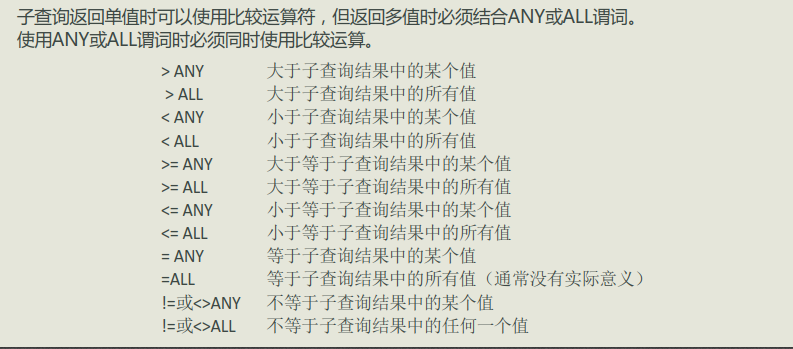 子查询返回单值时可以使用比较运算符，但返回多值时必须结合ANY或ALL谓词。
使用ANY或ALL谓词时必须同时使用比较运算。
> ANY 大于子查询结果中的某个值
> ALL 大于子查询结果中的所有值
< ANY 小于子查询结果中的某个值
< ALL 小于子查询结果中的所有值
>= ANY 大于等于子查询结果中的某个值
>= ALL 大于等于子查询结果中的所有值
<= ANY 小于等于子查询结果中的某个值
<= ALL 小于等于子查询结果中的所有值
= ANY 等于子查询结果中的某个值
=ALL 等于子查询结果中的所有值（通常没有实际意义）
!=或<>ANY 不等于子查询结果中的某个值
!=或<>ALL 不等于子查询结果中的任何一个值